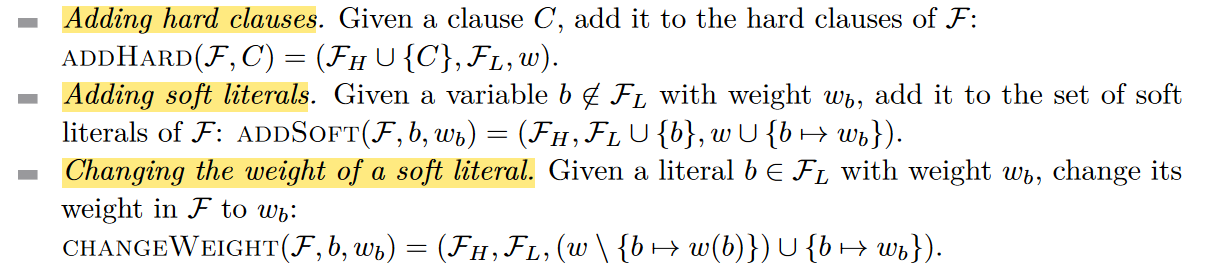 Adding hard clauses. Given a clause C, add it to the hard clauses of ℱ:
ADDHARD(ℱ, C) = (ℱ_H ∪ {C}, ℱ_L, w).
Adding soft literals. Given a variable b ∉ ℱ_L with weight w_b, add it to the set of soft
literals of ℱ: ADDSOFT(ℱ, b, w_b) = (ℱ_H, ℱ_L ∪ {b}, w ∪ {b ↦ w_b}).
Changing the weight of a soft literal. Given a literal b ∈ ℱ_L with weight w_b, change its
weight in ℱ to w_b:
CHANGEWEIGHT(ℱ, b, w_b) = (ℱ_H, ℱ_L, (w \ {b ↦ w(b)}) ∪ {b ↦ w_b}).